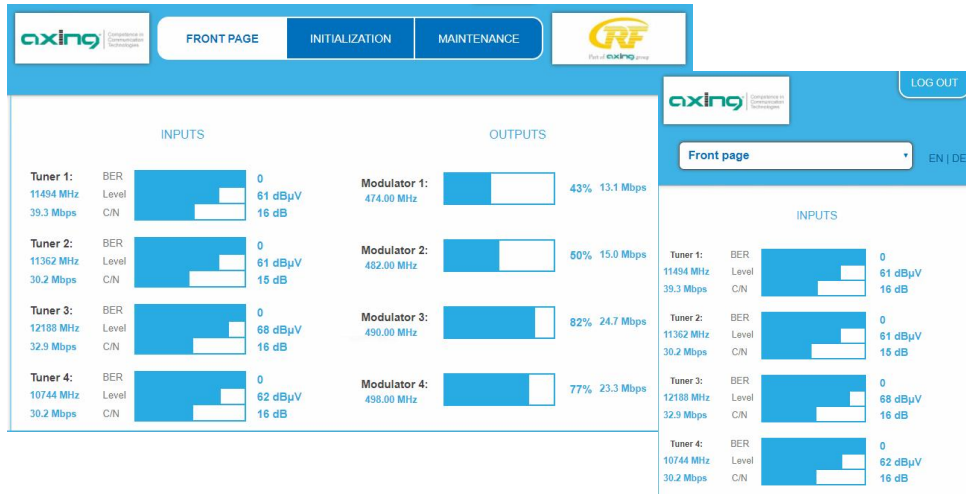 axing
Competence in
Communication
Technologies
FRONT PAGE
INITIALIZATION
MAINTENANCE
CRF
Part of axing group
INPUTS
OUTPUTS
Tuner 1:
BER
0
11494 MHz
Level
61 dBµV
39.3 Mbps
C/N
16 dB
Modulator 1:
474.00 MHz
43% 13.1 Mbps
Tuner 2:
BER
0
11362 MHz
Level
61 dBµV
30.2 Mbps
C/N
15 dB
Modulator 2:
482.00 MHz
50% 15.0 Mbps
Tuner 3:
BER
0
12188 MHz
Level
68 dBµV
32.9 Mbps
C/N
16 dB
Modulator 3:
490.00 MHz
82% 24.7 Mbps
Tuner 4:
BER
0
10744 MHz
Level
62 dBµV
30.2 Mbps
C/N
16 dB
Modulator 4:
498.00 MHz
77% 23.3 Mbps
axing
Competence in
Communication
Technologies
LOG OUT
Front page
EN | DE
INPUTS
Tuner 1:
BER
0
11494 MHz
Level
61 dBµV
39.3 Mbps
C/N
16 dB
Tuner 2:
BER
0
11362 MHz
Level
61 dBµV
30.2 Mbps
C/N
15 dB
Tuner 3:
BER
0
12188 MHz
Level
68 dBµV
32.9 Mbps
C/N
16 dB
Tuner 4:
BER
0
10744 MHz
Level
62 dBµV
30.2 Mbps
C/N
16 dB